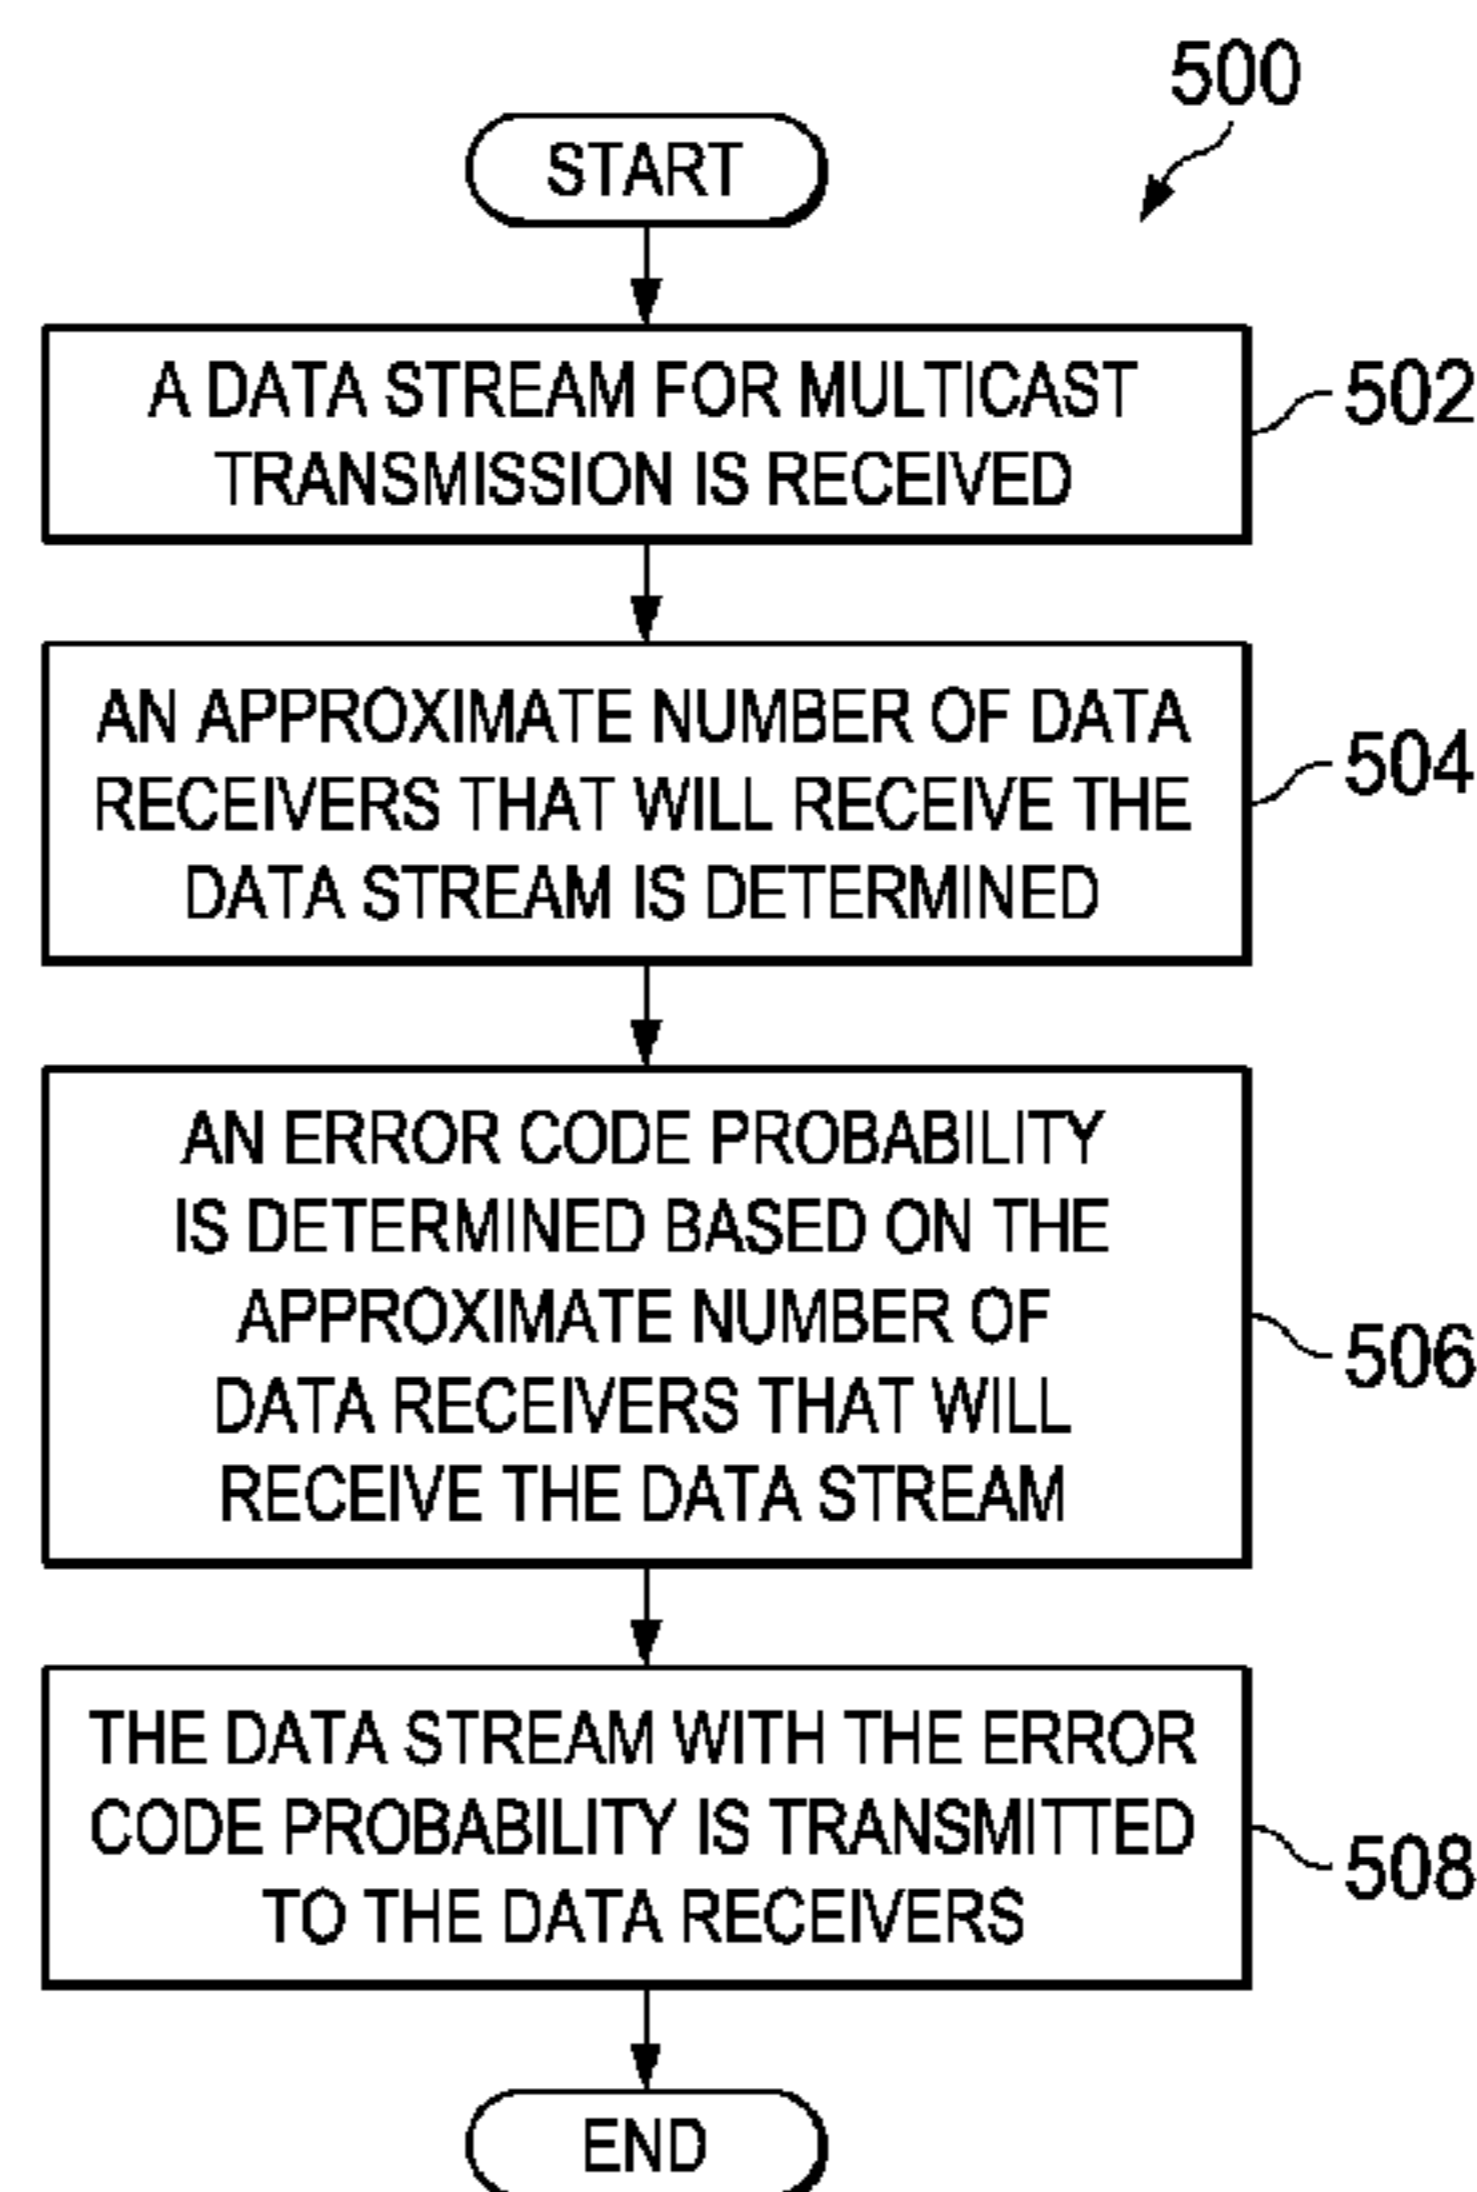 500
START
A DATA STREAM FOR MULTICAST
TRANSMISSION IS RECEIVED
502
AN APPROXIMATE NUMBER OF DATA
RECEIVERS THAT WILL RECEIVE THE
DATA STREAM IS DETERMINED
504
AN ERROR CODE PROBABILITY
IS DETERMINED BASED ON THE
APPROXIMATE NUMBER OF
DATA RECEIVERS THAT WILL
RECEIVE THE DATA STREAM
506
THE DATA STREAM WITH THE ERROR
CODE PROBABILITY IS TRANSMITTED
TO THE DATA RECEIVERS
508
END